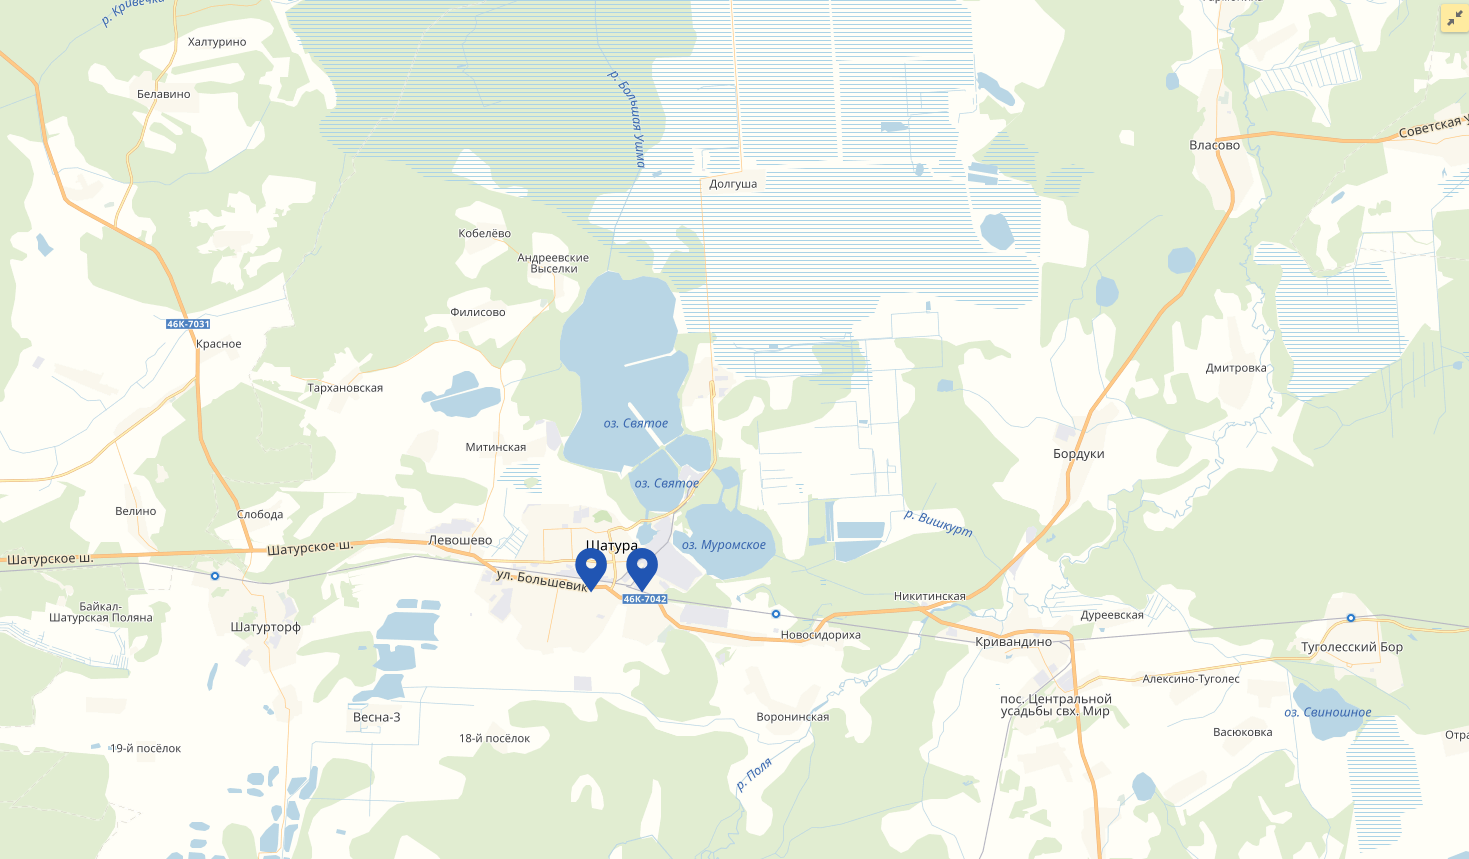 р. Кривечка
Халтурино
Белавино
р. Большая Ушма
Советская у
Власово
Долгуша
Кобелёво
Андреевские
Выселки
Филисово
46К-7031
Красное
Тархановская
Дмитровка
оз. Святое
Митинская
Бордуки
оз. Святое
Велино
Слобода
р. Вишкурт
Левошево
Шатура
оз. Муромское
Шатурское ш.
Шатурское ш.
ул. Большевик
46К-7042
Никитинская
Байкал-
Шатурская Поляна
Шатурторф
Дуреевская
Новосидориха
Кривандино
Туголесский Бор
Алексино-Туголес
пос. Центральной
усадьбы свх. Мир
оз. Свиношное
Весна-3
Воронинская
Васюковка
Отра
18-й посёлок
19-й посёлок
р. Поля